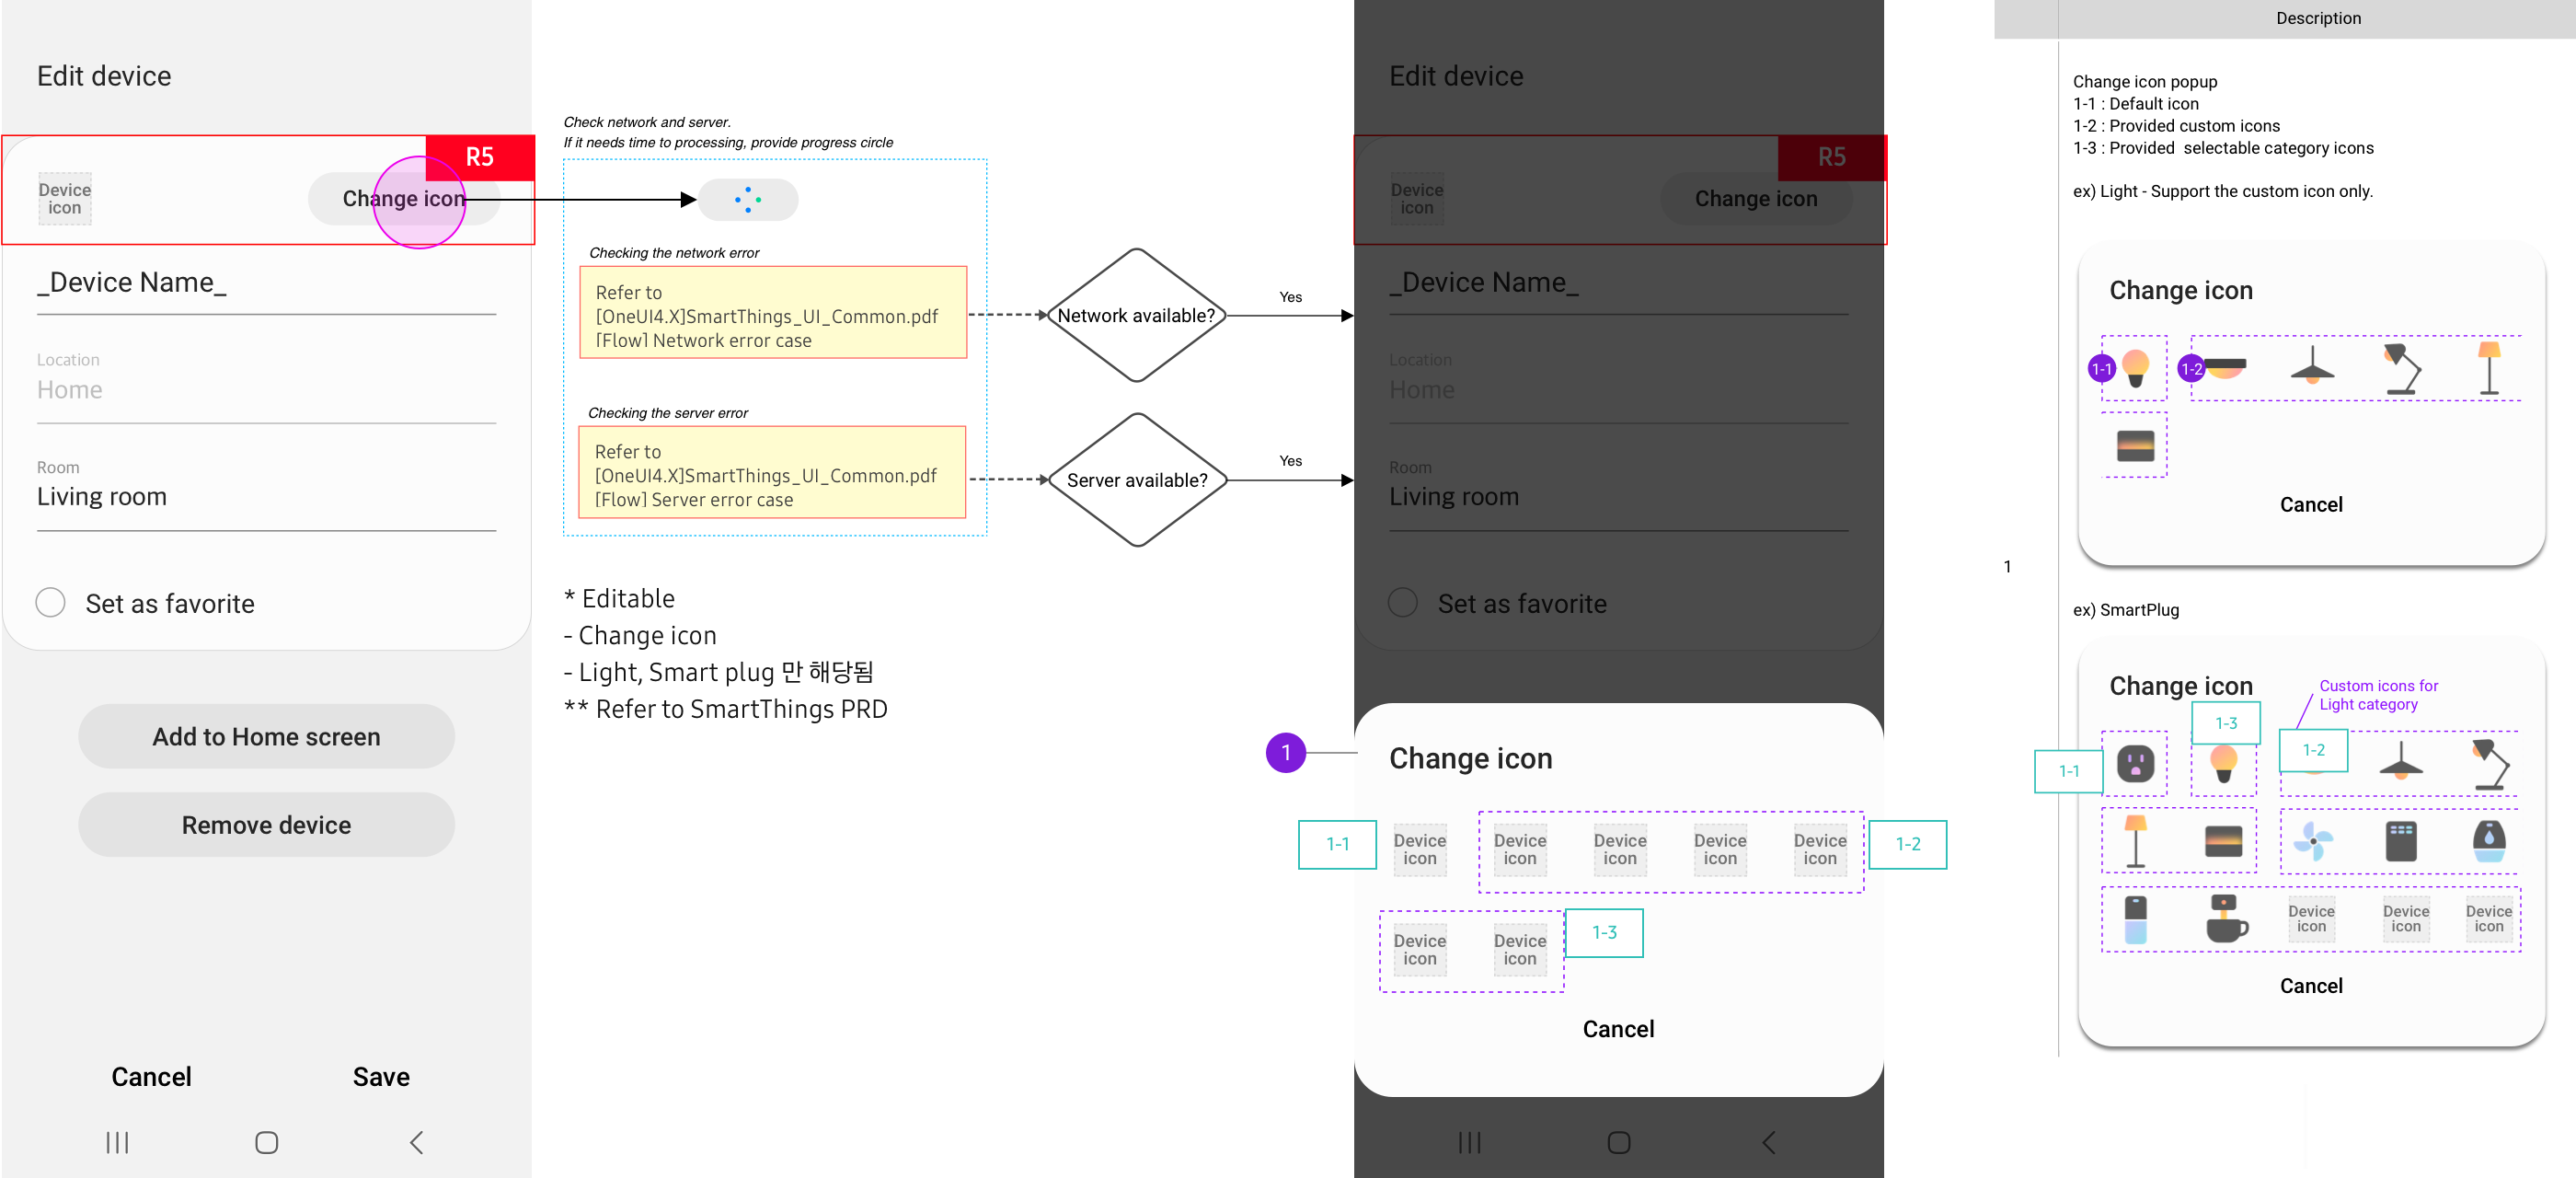 Edit device
R5
Device
icon
Change icon
_Device Name_
Location
Home
Room
Living room
Set as favorite
Add to Home screen
Remove device
Cancel
Save
Check network and server.
If it needs time to processing, provide progress circle
Checking the network error
Refer to
[OneUI4.X]SmartThings_UI_Common.pdf
[Flow] Network error case
Network available?
Yes
Checking the server error
Refer to
[OneUI4.X]SmartThings_UI_Common.pdf
[Flow] Server error case
Server available?
Yes
* Editable
- Change icon
- Light, Smart plug 만 해당됨
** Refer to SmartThings PRD
Edit device
R5
Device
icon
Change icon
_Device Name_
Location
Home
Room
Living room
Set as favorite
1
Change icon
1-1
Device
icon
Device
icon
Device
icon
Device
icon
Device
icon
1-2
Device
icon
Device
icon
1-3
Cancel
Description
1
Change icon popup
1-1 : Default icon
1-2 : Provided custom icons
1-3 : Provided selectable category icons
ex) Light - Support the custom icon only.
Change icon
1-1
1-2
Cancel
ex) SmartPlug
Change icon
Custom icons for
Light category
1-3
1-2
1-1
Device
icon
Device
icon
Device
icon
Cancel